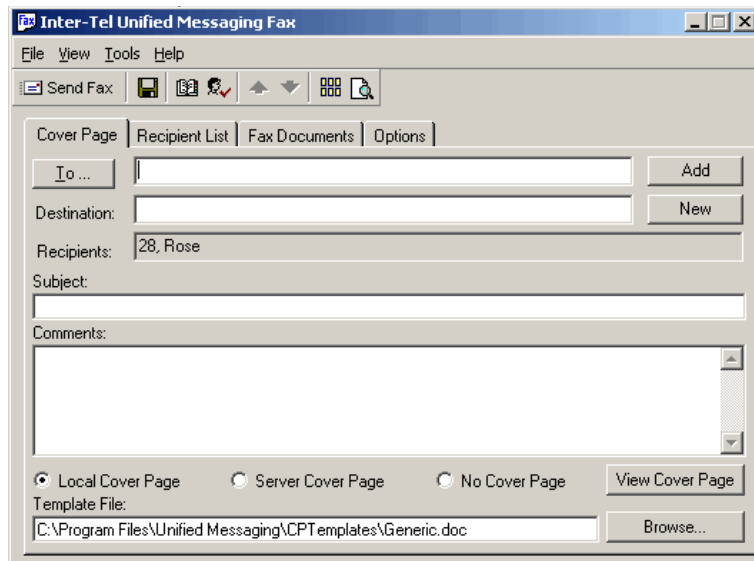 Inter-Tel Unified Messaging Fax
File View Tools Help
Send Fax
Cover Page Recipient List Fax Documents Options
To ... Add
Destination: New
Recipients: 28, Rose
Subject:
Comments:
Local Cover Page Server Cover Page No Cover Page View Cover Page
Template File:
C:\Program Files\Unified Messaging\CPTemplates\Generic.doc Browse...